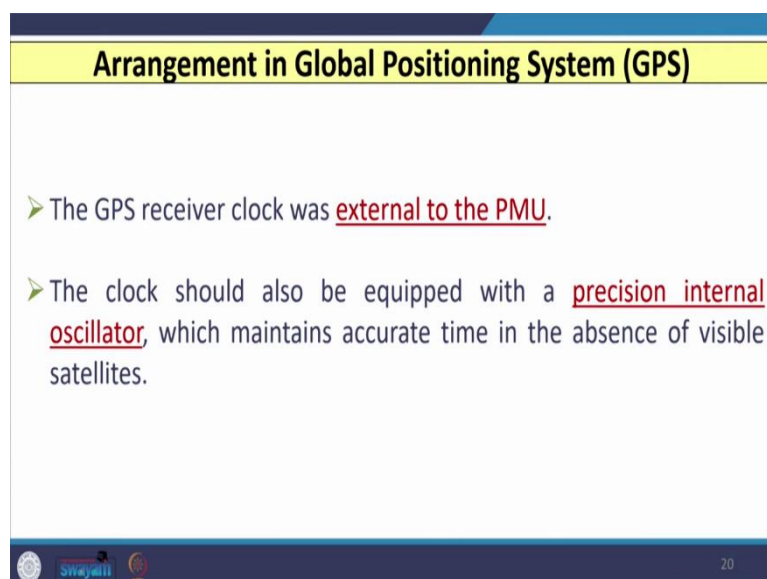 Arrangement in Global Positioning System (GPS)
➢ The GPS receiver clock was external to the PMU.
➢ The clock should also be equipped with a precision internal
oscillator, which maintains accurate time in the absence of visible
satellites.
swayam
20